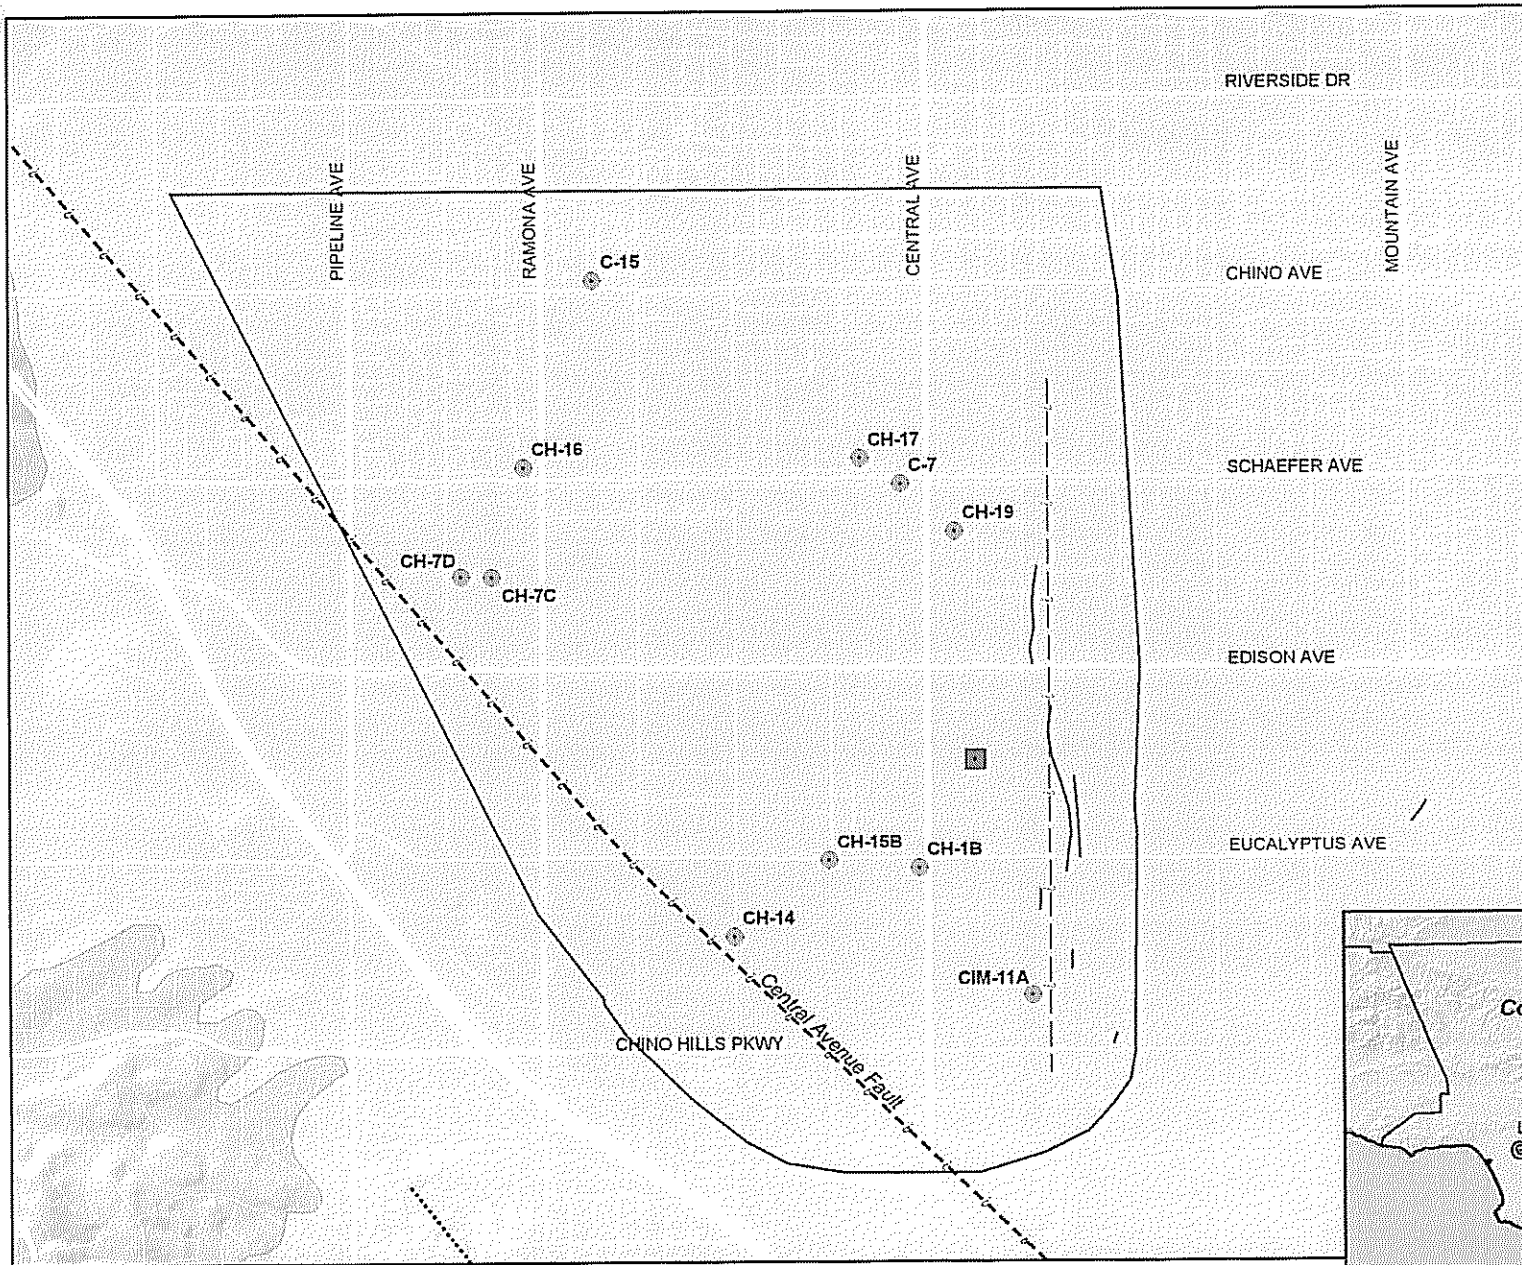 RIVERSIDE DR
PIPELINE AVE
RAMONA AVE
CENTRAL AVE
MOUNTAIN AVE
C-15
CHINO AVE
CH-16
CH-17
C-7
SCHAEFER AVE
CH-19
CH-7D
CH-7C
EDISON AVE
CH-15B
CH-1B
EUCALYPTUS AVE
CH-14
CIM-11A
Central Avenue Fault
CHINO HILLS PKWY